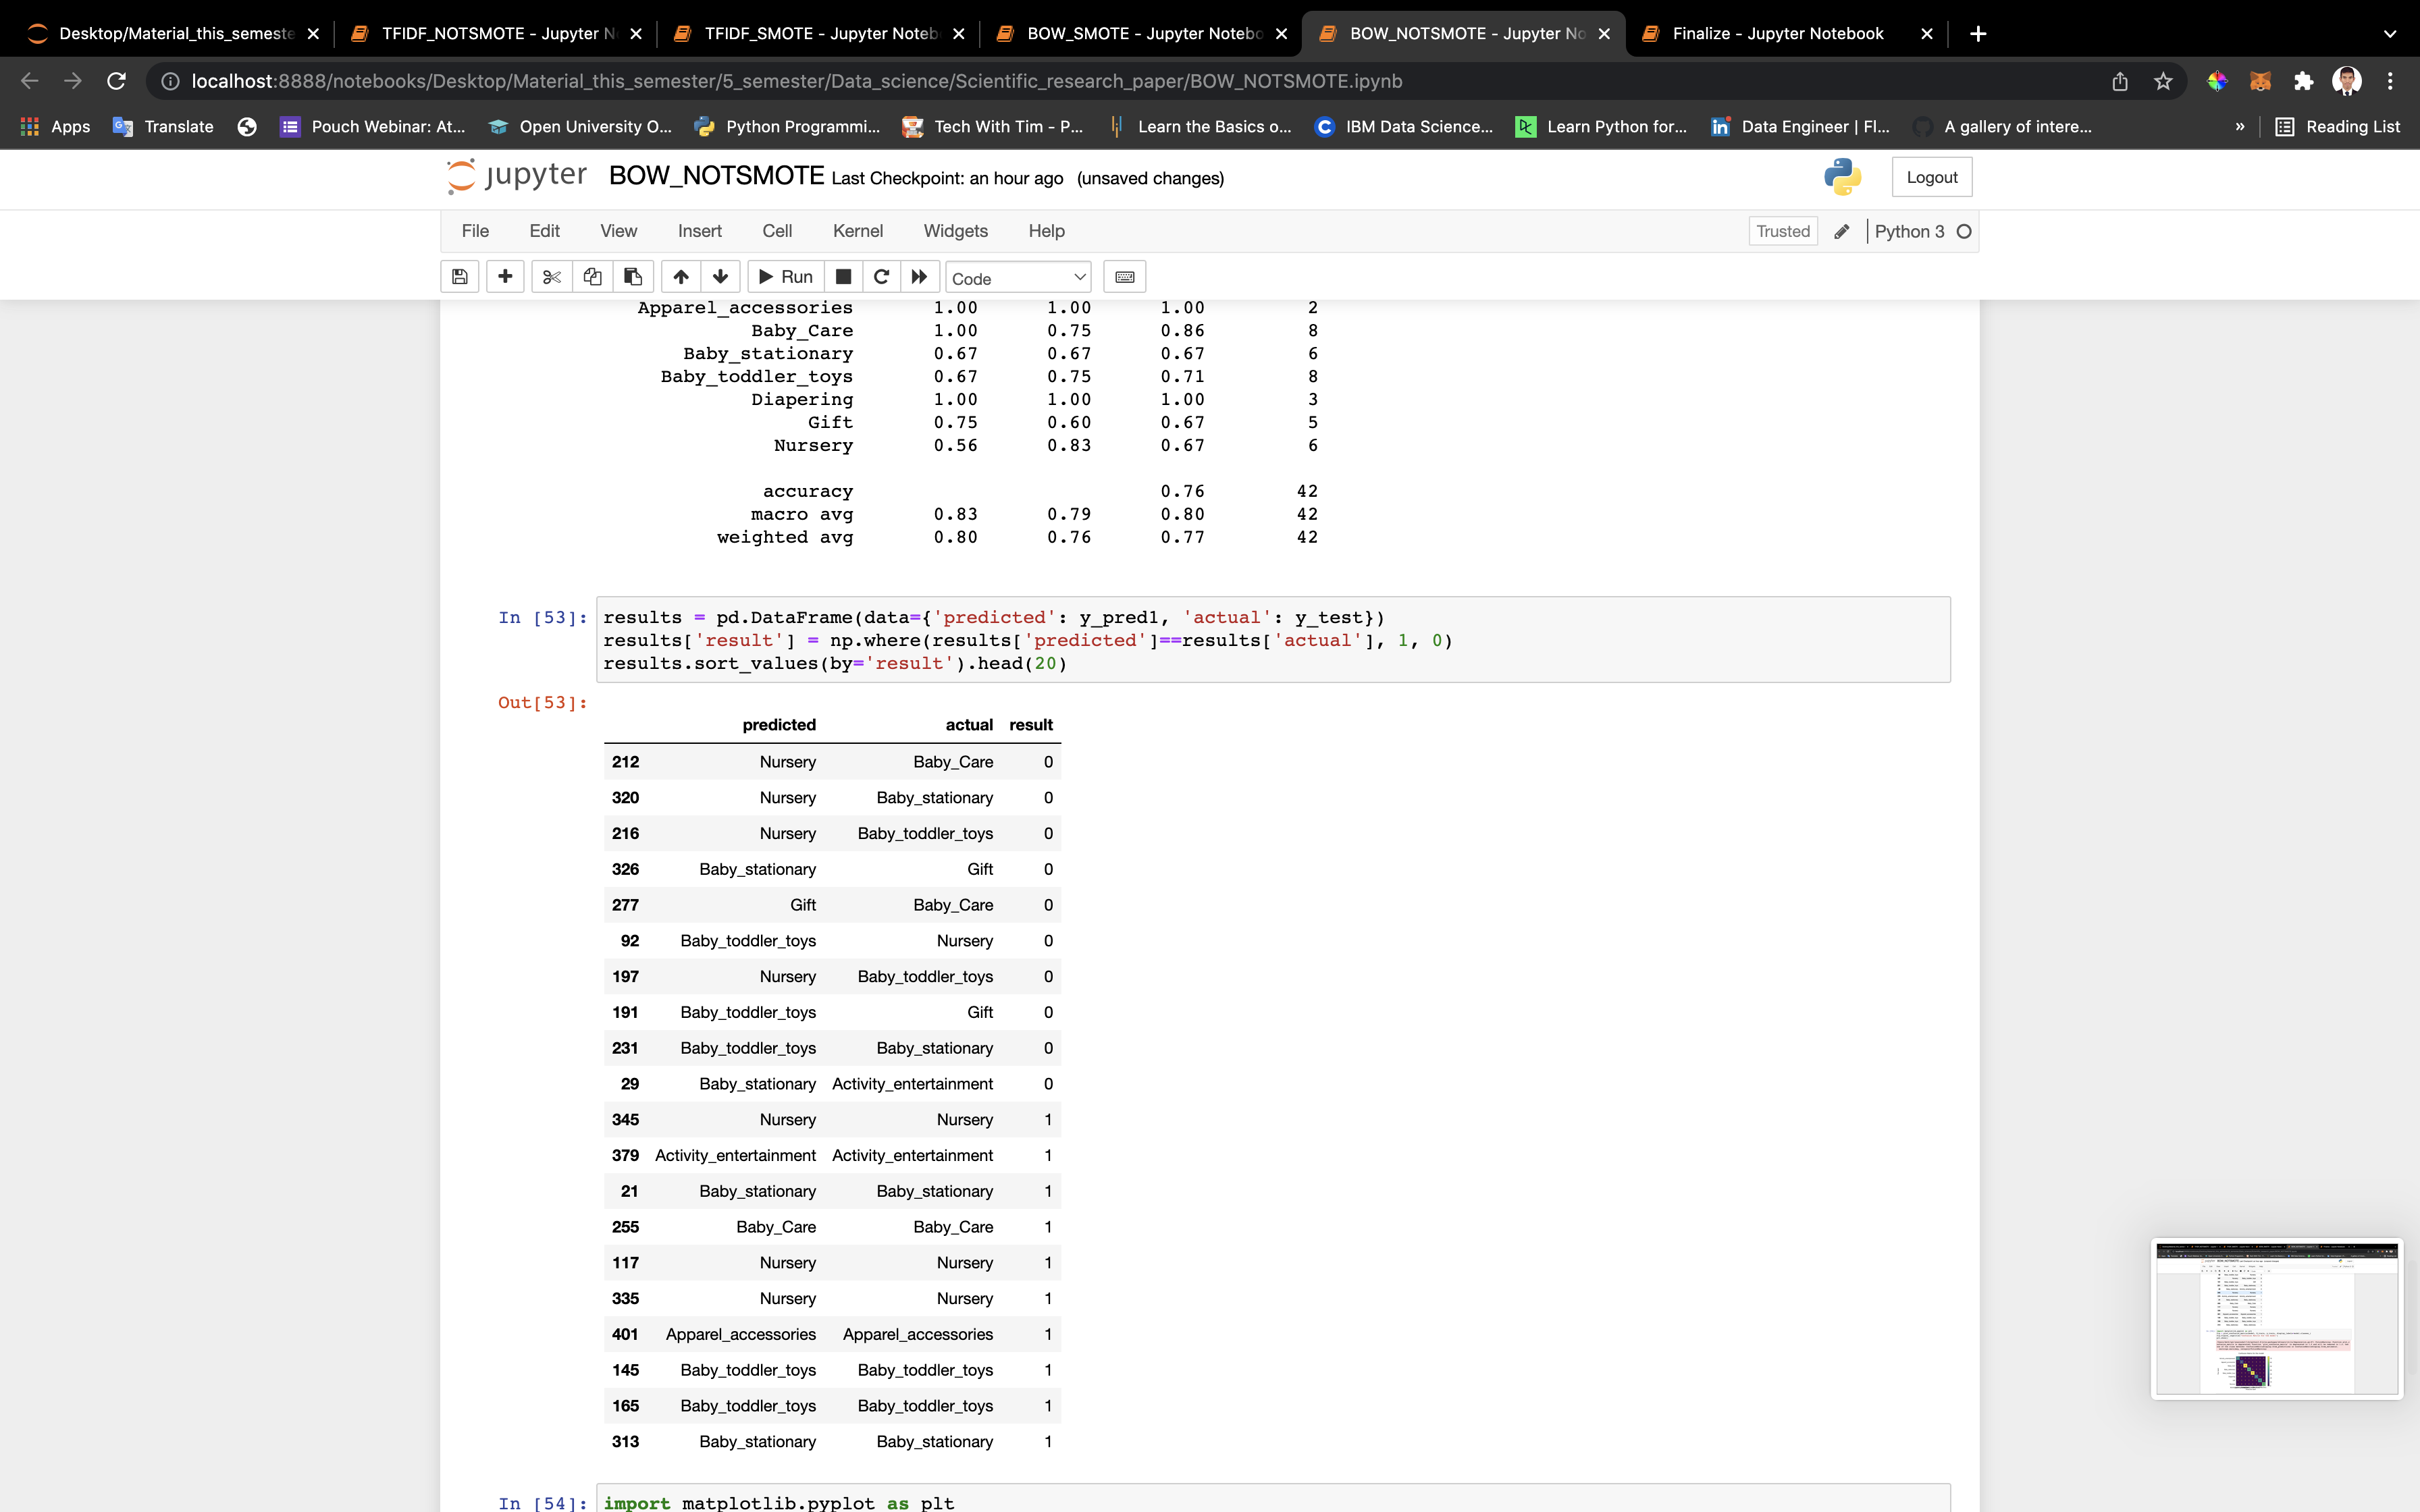 Desktop/Material_this_semeste
TFIDF_NOTSMOTE - Jupyter N
TFIDF_SMOTE - Jupyter Noteb
BOW_SMOTE - Jupyter Notebo
BOW_NOTSMOTE - Jupyter No
Finalize - Jupyter Notebook
localhost:8888/notebooks/Desktop/Material_this_semester/5_semester/Data_science/Scientific_research_paper/BOW_NOTSMOTE.ipynb
Apps Translate Pouch Webinar: At... Open University O... Python Programmi... Tech With Tim - P... Learn the Basics o... IBM Data Science... Learn Python for... Data Engineer | Fl... A gallery of intere... » Reading List
jupyter BOW_NOTSMOTE Last Checkpoint: an hour ago (unsaved changes) Logout
File Edit View Insert Cell Kernel Widgets Help Trusted Python 3
Run Code
Apparel_accessories 1.00 1.00 1.00 2
Baby_Care 1.00 0.75 0.86 8
Baby_stationary 0.67 0.67 0.67 6
Baby_toddler_toys 0.67 0.75 0.71 8
Diapering 1.00 1.00 1.00 3
Gift 0.75 0.60 0.67 5
Nursery 0.56 0.83 0.67 6
accuracy 0.76 42
macro avg 0.83 0.79 0.80 42
weighted avg 0.80 0.76 0.77 42
In [53]: results = pd.DataFrame(data={'predicted': y_pred1, 'actual': y_test})
results['result'] = np.where(results['predicted']==results['actual'], 1, 0)
results.sort_values(by='result').head(20)
Out[53]:
predicted actual result
212 Nursery Baby_Care 0
320 Nursery Baby_stationary 0
216 Nursery Baby_toddler_toys 0
326 Baby_stationary Gift 0
277 Gift Baby_Care 0
92 Baby_toddler_toys Nursery 0
197 Nursery Baby_toddler_toys 0
191 Baby_toddler_toys Gift 0
231 Baby_toddler_toys Baby_stationary 0
29 Baby_stationary Activity_entertainment 0
345 Nursery Nursery 1
379 Activity_entertainment Activity_entertainment 1
21 Baby_stationary Baby_stationary 1
255 Baby_Care Baby_Care 1
117 Nursery Nursery 1
335 Nursery Nursery 1
401 Apparel_accessories Apparel_accessories 1
145 Baby_toddler_toys Baby_toddler_toys 1
165 Baby_toddler_toys Baby_toddler_toys 1
313 Baby_stationary Baby_stationary 1
In [54]: import matplotlib.pyplot as plt